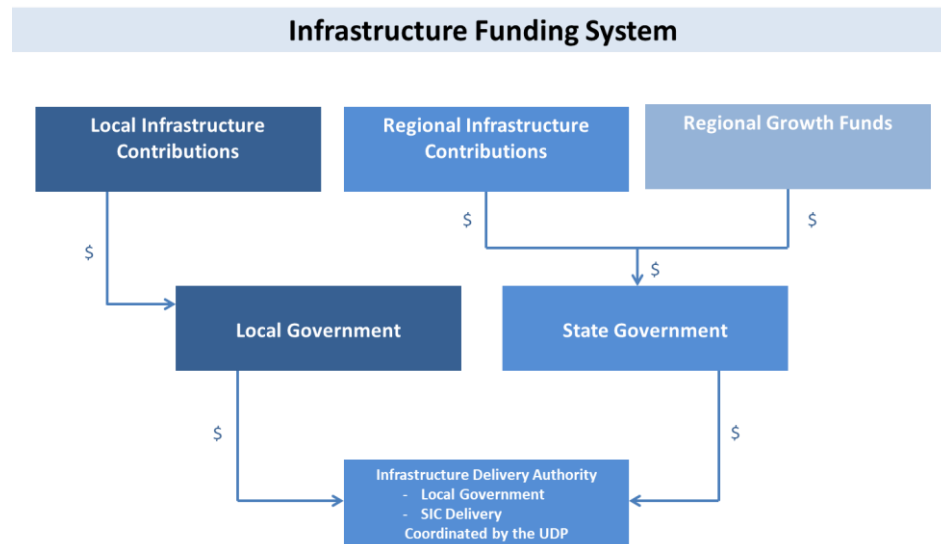 Infrastructure Funding System
Local Infrastructure
Contributions
Regional Infrastructure
Contributions
Regional Growth Funds
$
$
$
$
Local Government
State Government
$
$
Infrastructure Delivery Authority
- Local Government
- SIC Delivery
Coordinated by the UDP